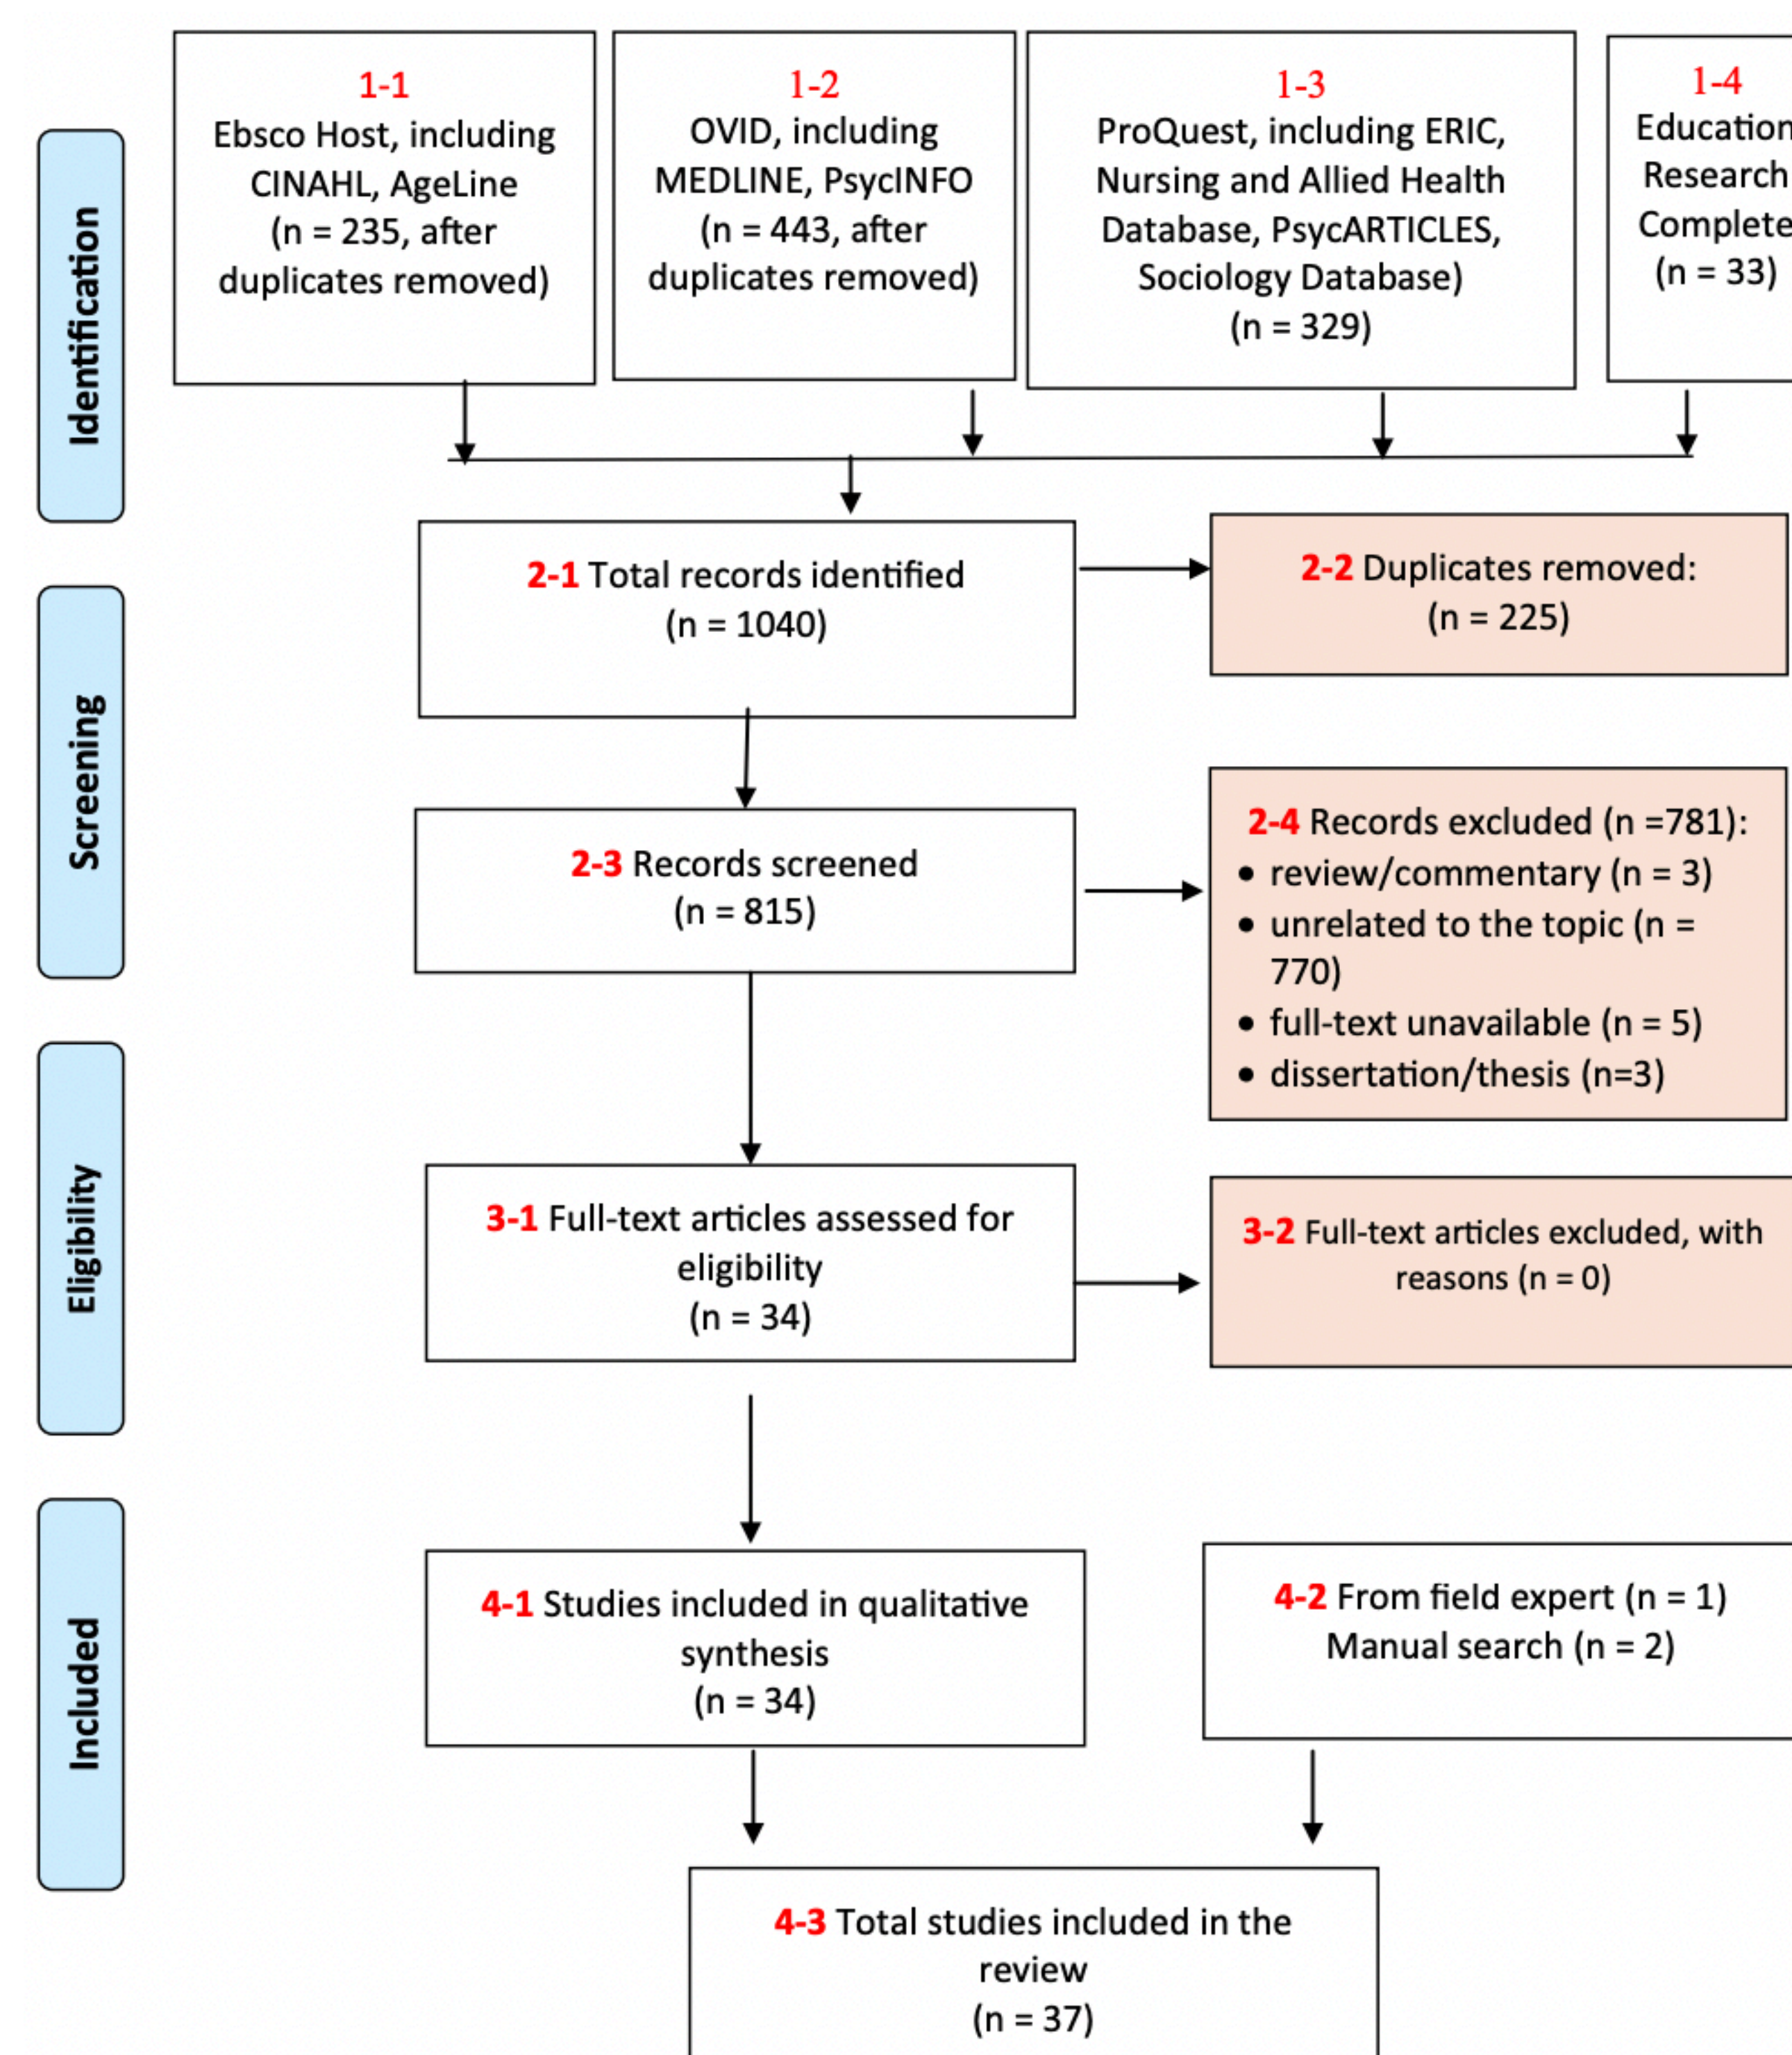 1-1
Ebsco Host, including
CINAHL, AgeLine
(n = 235, after
duplicates removed)
1-2
OVID, including
MEDLINE, PsycINFO
(n = 443, after
duplicates removed)
1-3
ProQuest, including ERIC,
Nursing and Allied Health
Database, PsycARTICLES,
Sociology Database)
(n = 329)
1-4
Education
Research
Complete
(n = 33)
Identification
2-1 Total records identified
(n = 1040)
2-2 Duplicates removed:
(n = 225)
Screening
2-3 Records screened
(n = 815)
2-4 Records excluded (n =781):
• review/commentary (n = 3)
• unrelated to the topic (n =
770)
• full-text unavailable (n = 5)
• dissertation/thesis (n=3)
Eligibility
3-1 Full-text articles assessed for
eligibility
(n = 34)
3-2 Full-text articles excluded, with
reasons (n = 0)
Included
4-1 Studies included in qualitative
synthesis
(n = 34)
4-2 From field expert (n = 1)
Manual search (n = 2)
4-3 Total studies included in the
review
(n = 37)